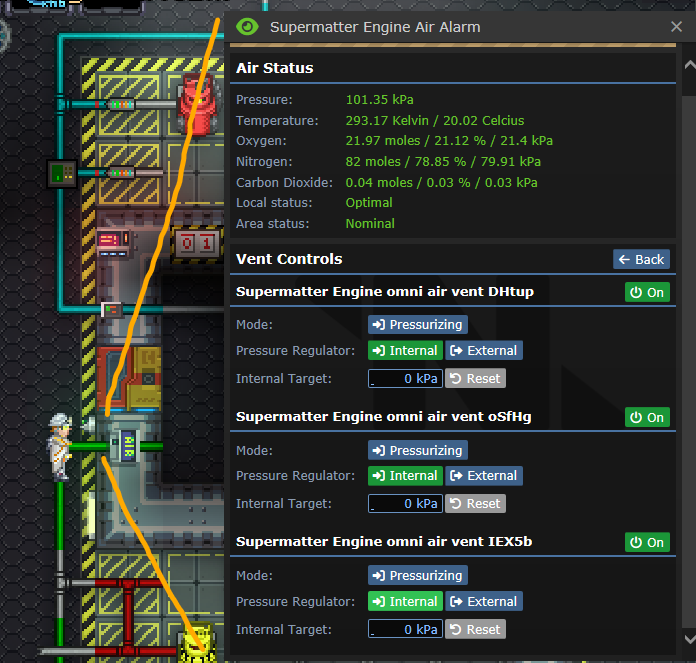 Supermatter Engine Air Alarm
Air Status
Pressure: 101.35 kPa
Temperature: 293.17 Kelvin / 20.02 Celcius
Oxygen: 21.97 moles / 21.12 % / 21.4 kPa
Nitrogen: 82 moles / 78.85 % / 79.91 kPa
Carbon Dioxide: 0.04 moles / 0.03 % / 0.03 kPa
Local status: Optimal
Area status: Nominal
Vent Controls Back
Supermatter Engine omni air vent DHtup On
Mode: Pressurizing
Pressure Regulator: Internal External
Internal Target: 0 kPa Reset
Supermatter Engine omni air vent oSfHg On
Mode: Pressurizing
Pressure Regulator: Internal External
Internal Target: 0 kPa Reset
Supermatter Engine omni air vent IEX5b On
Mode: Pressurizing
Pressure Regulator: Internal External
Internal Target: 0 kPa Reset
0 1
AIR